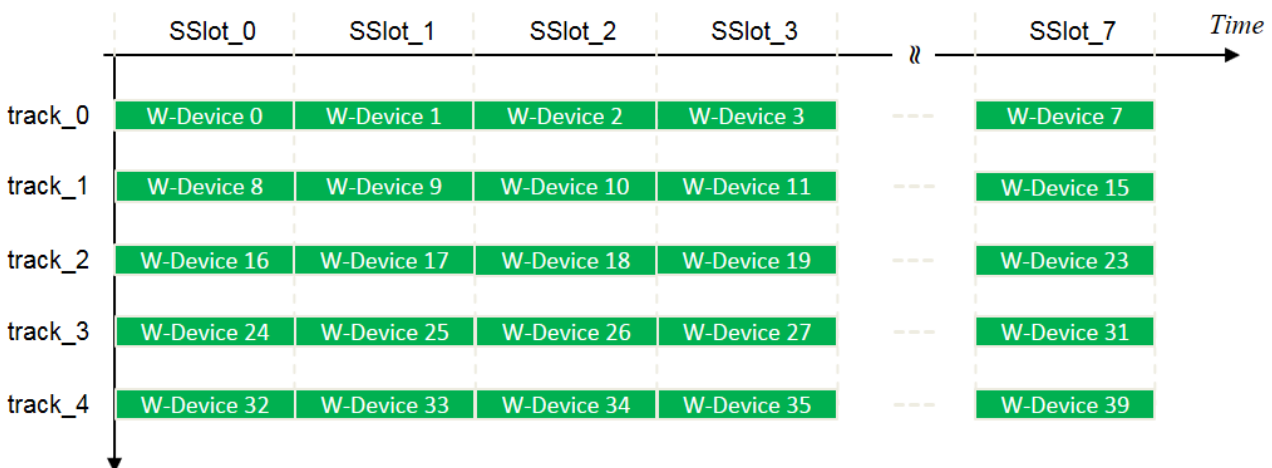 SSlot_0 SSlot_1 SSlot_2 SSlot_3 SSlot_7 Time
track_0 W-Device 0 W-Device 1 W-Device 2 W-Device 3 W-Device 7
track_1 W-Device 8 W-Device 9 W-Device 10 W-Device 11 W-Device 15
track_2 W-Device 16 W-Device 17 W-Device 18 W-Device 19 W-Device 23
track_3 W-Device 24 W-Device 25 W-Device 26 W-Device 27 W-Device 31
track_4 W-Device 32 W-Device 33 W-Device 34 W-Device 35 W-Device 39